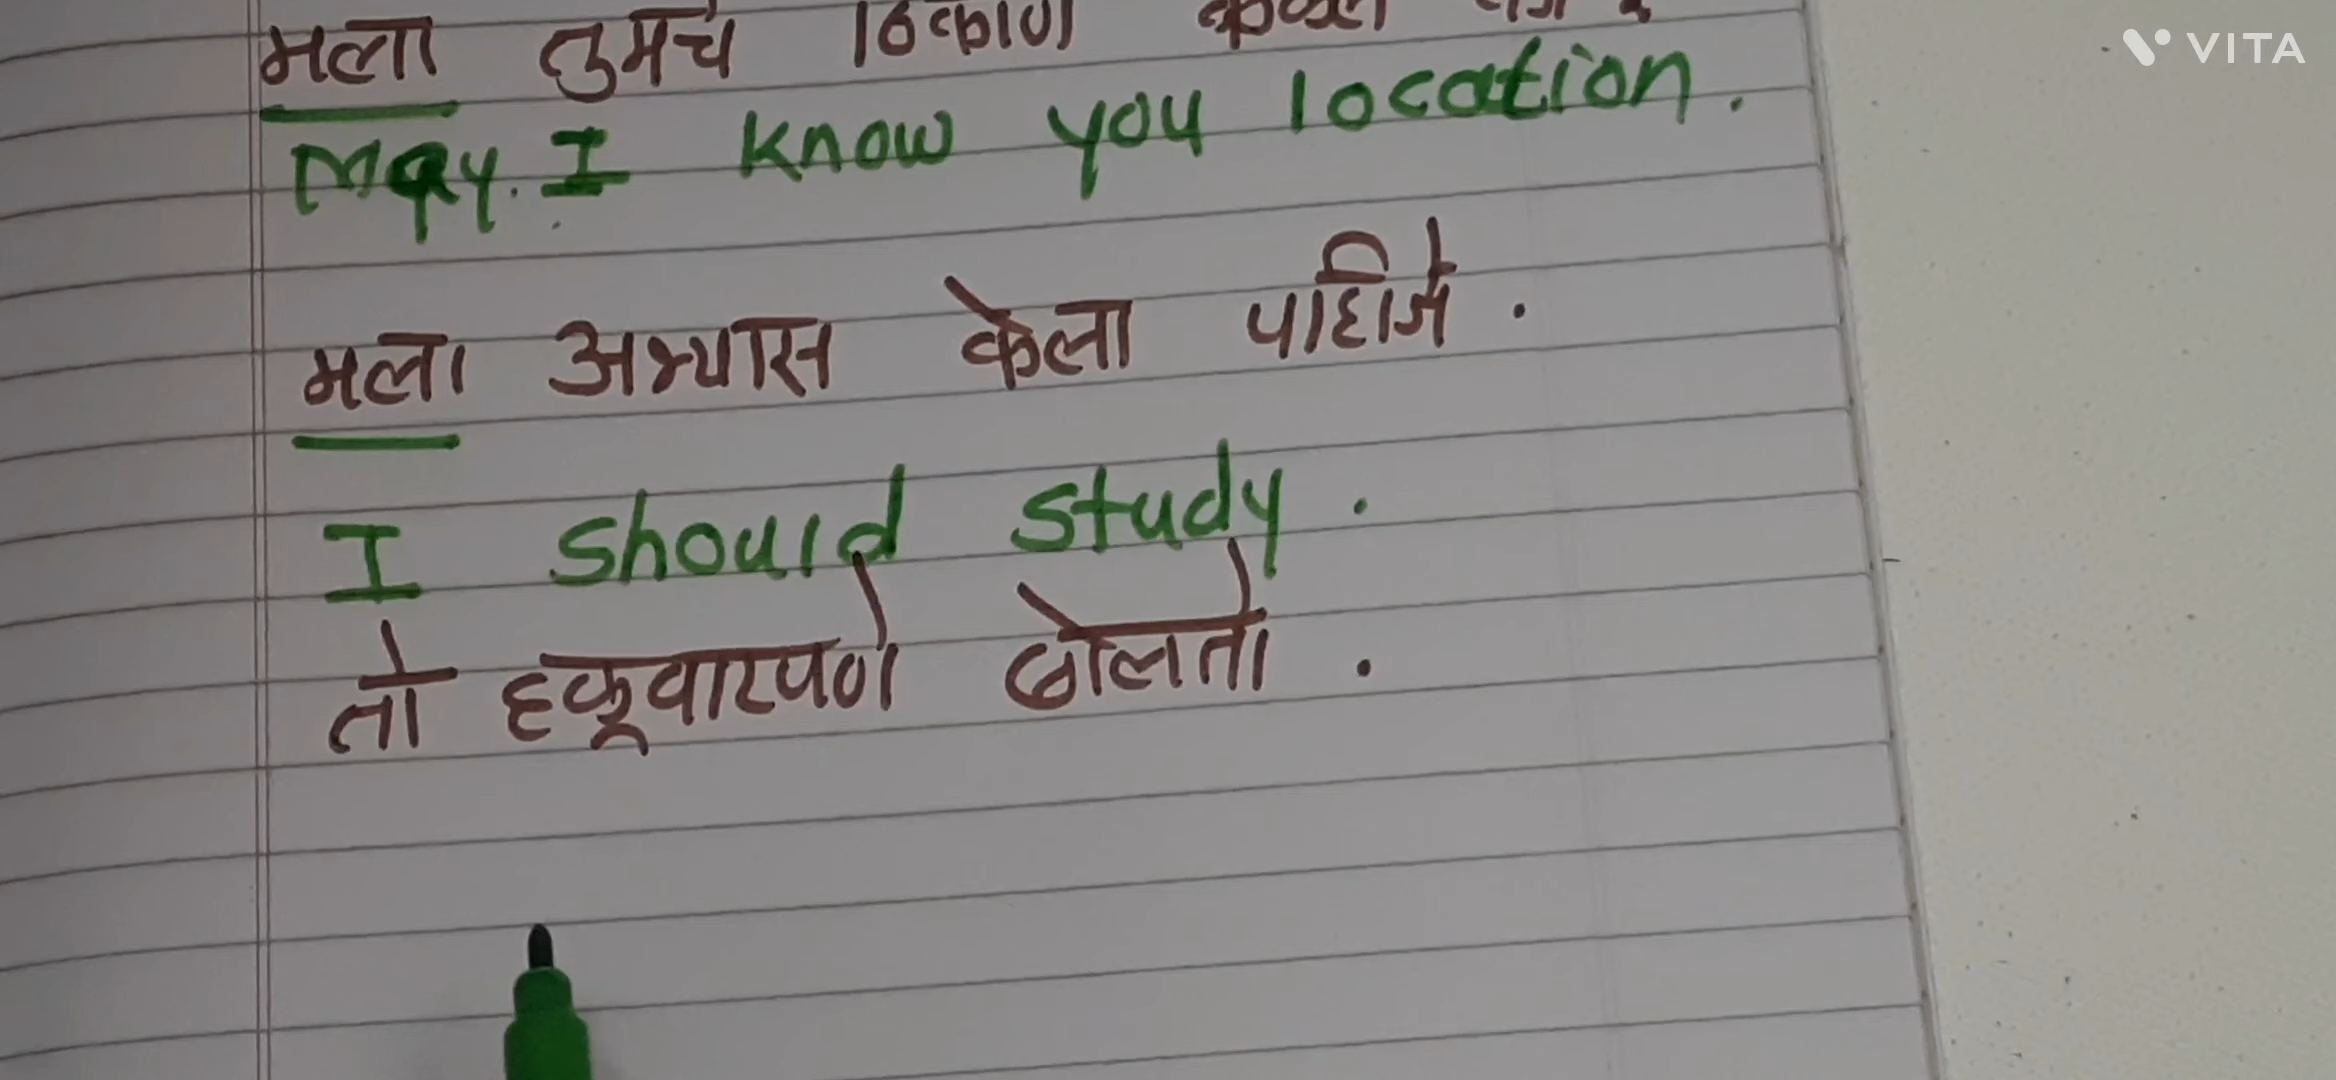 मला तुमचे ठिकाण
May. I know you location.
मला अभ्यास केला पाहिजे.
I should study.
तो हळूवारपणे बोलतो.
VITA